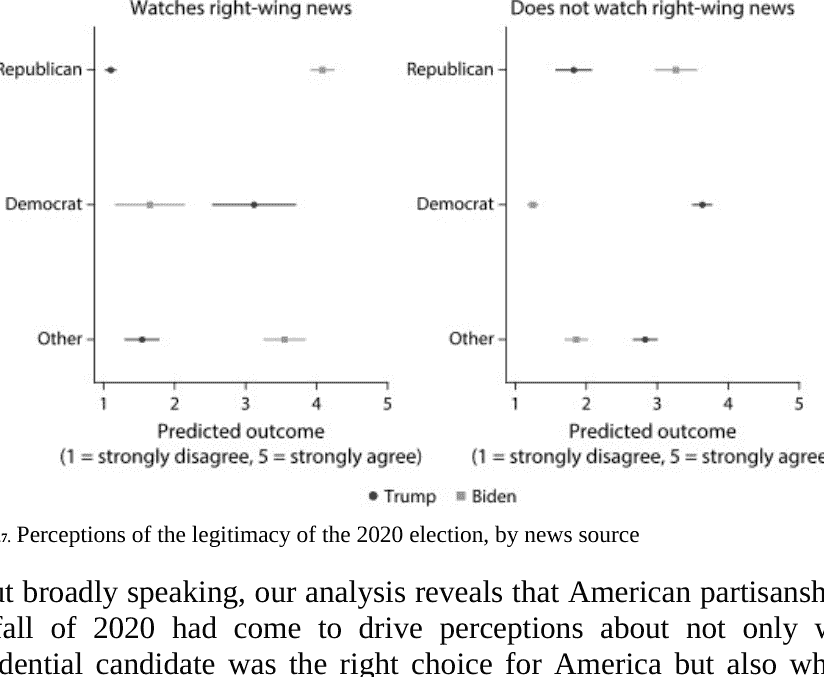 Watches right-wing news
Does not watch right-wing news
Republican
Democrat
Other
1 2 3 4 5
Predicted outcome
(1 = strongly disagree, 5 = strongly agree)
Republican
Democrat
Other
1 2 3 4 5
Predicted outcome
(1 = strongly disagree, 5 = strongly agree
Trump Biden
7. Perceptions of the legitimacy of the 2020 election, by news source
broadly speaking, our analysis reveals that American
fall of 2020 had come to drive perceptions about not only
candidate was the right choice for America but also